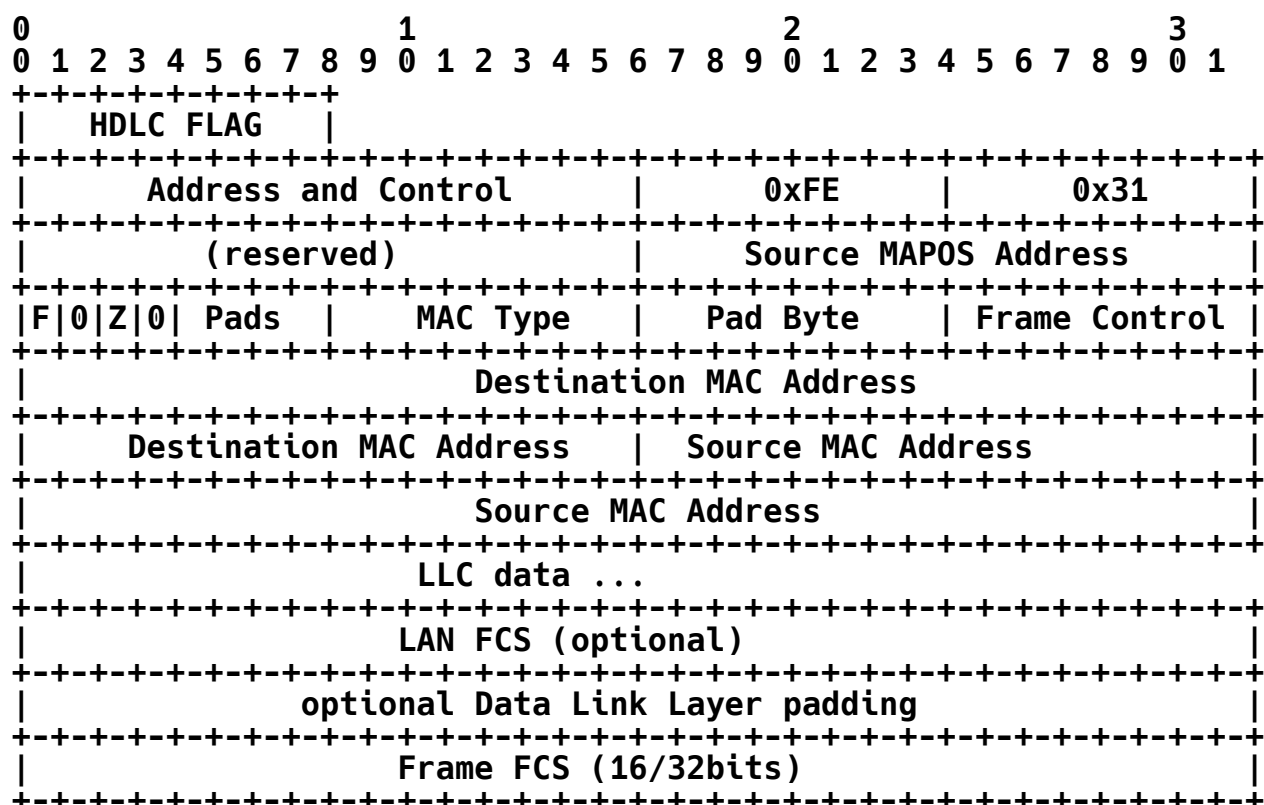 0                   1                   2                   3
0 1 2 3 4 5 6 7 8 9 0 1 2 3 4 5 6 7 8 9 0 1 2 3 4 5 6 7 8 9 0 1
+-+-+-+-+-+-+-+-+
|   HDLC FLAG   |
+-+-+-+-+-+-+-+-+-+-+-+-+-+-+-+-+-+-+-+-+-+-+-+-+-+-+-+-+-+-+-+-+
|      Address and Control      |      0xFE     |      0x31     |
+-+-+-+-+-+-+-+-+-+-+-+-+-+-+-+-+-+-+-+-+-+-+-+-+-+-+-+-+-+-+-+-+
|         (reserved)            |     Source MAPOS Address      |
+-+-+-+-+-+-+-+-+-+-+-+-+-+-+-+-+-+-+-+-+-+-+-+-+-+-+-+-+-+-+-+-+
|F|0|Z|0| Pads  |    MAC Type   |   Pad Byte    | Frame Control |
+-+-+-+-+-+-+-+-+-+-+-+-+-+-+-+-+-+-+-+-+-+-+-+-+-+-+-+-+-+-+-+-+
|                       Destination MAC Address                 |
+-+-+-+-+-+-+-+-+-+-+-+-+-+-+-+-+-+-+-+-+-+-+-+-+-+-+-+-+-+-+-+-+
|     Destination MAC Address   |  Source MAC Address           |
+-+-+-+-+-+-+-+-+-+-+-+-+-+-+-+-+-+-+-+-+-+-+-+-+-+-+-+-+-+-+-+-+
|                       Source MAC Address                      |
+-+-+-+-+-+-+-+-+-+-+-+-+-+-+-+-+-+-+-+-+-+-+-+-+-+-+-+-+-+-+-+-+
|                    LLC data ...                               |
+-+-+-+-+-+-+-+-+-+-+-+-+-+-+-+-+-+-+-+-+-+-+-+-+-+-+-+-+-+-+-+-+
|                   LAN FCS (optional)                          |
+-+-+-+-+-+-+-+-+-+-+-+-+-+-+-+-+-+-+-+-+-+-+-+-+-+-+-+-+-+-+-+-+
|              optional Data Link Layer padding                 |
+-+-+-+-+-+-+-+-+-+-+-+-+-+-+-+-+-+-+-+-+-+-+-+-+-+-+-+-+-+-+-+-+
|                   Frame FCS (16/32bits)                       |
+-+-+-+-+-+-+-+-+-+-+-+-+-+-+-+-+-+-+-+-+-+-+-+-+-+-+-+-+-+-+-+-+